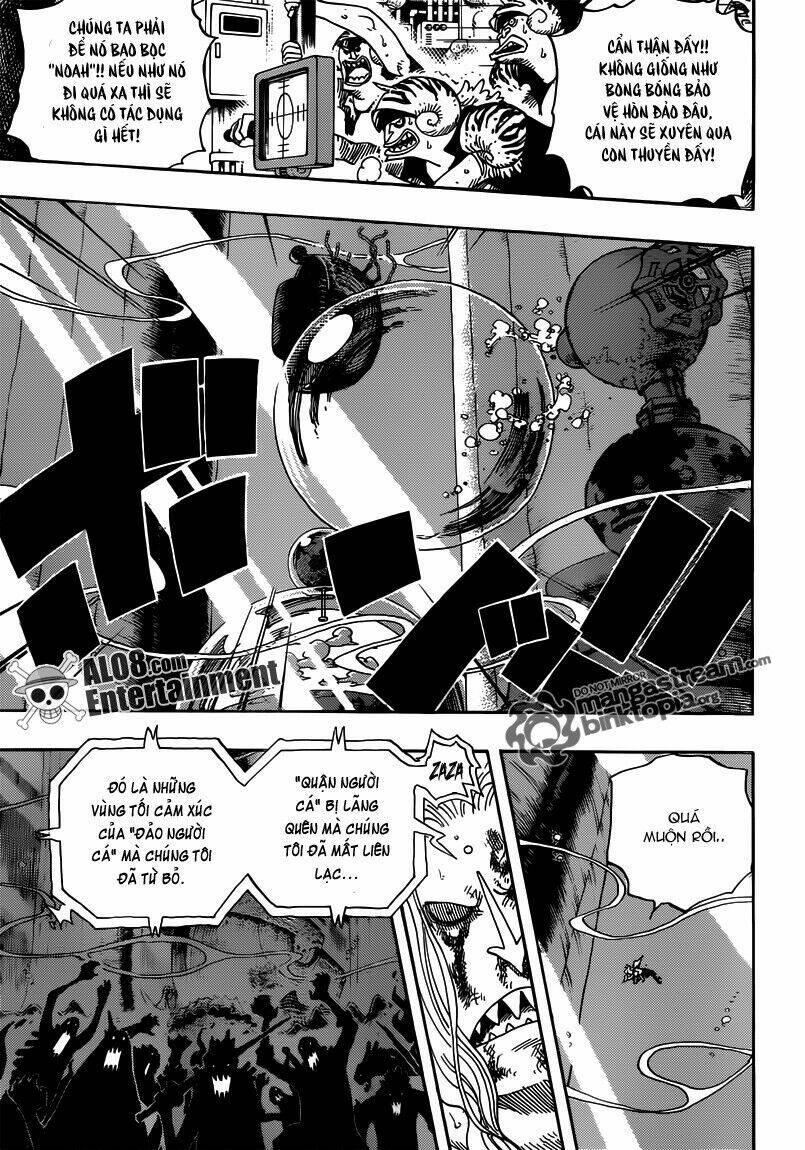 CẨN THẬN ĐẤY!!
KHÔNG GIỐNG NHƯ
BONG BÓNG BẢO
VỆ HÒN ĐẢO ĐÂU,
CÁI NÀY SẼ XUYÊN QUA
CON THUYỀN ĐẤY!
CHÚNG TA PHẢI
ĐỂ NÓ BAO BỌC
"NOAH"!! NẾU NHƯ NÓ
ĐI QUÁ XA THÌ SẼ
KHÔNG CÓ TÁC DỤNG
GÌ HẾT!
ボボボ
AL08.com
Entertainment
DO NOT MIRROR
mangastream.com
binktopia.org
QUÁ
MUỘN RỒI..
ZAZA
"QUẬN NGƯỜI
CÁ" BỊ LÃNG
QUÊN MÀ CHÚNG
TÔI ĐÃ MẤT LIÊN
LẠC...
ĐÓ LÀ NHỮNG
VÙNG TỐI CẢM XÚC
CỦA "ĐẢO NGƯỜI
CÁ" MÀ CHÚNG TÔI
ĐÃ TỪ BỎ.